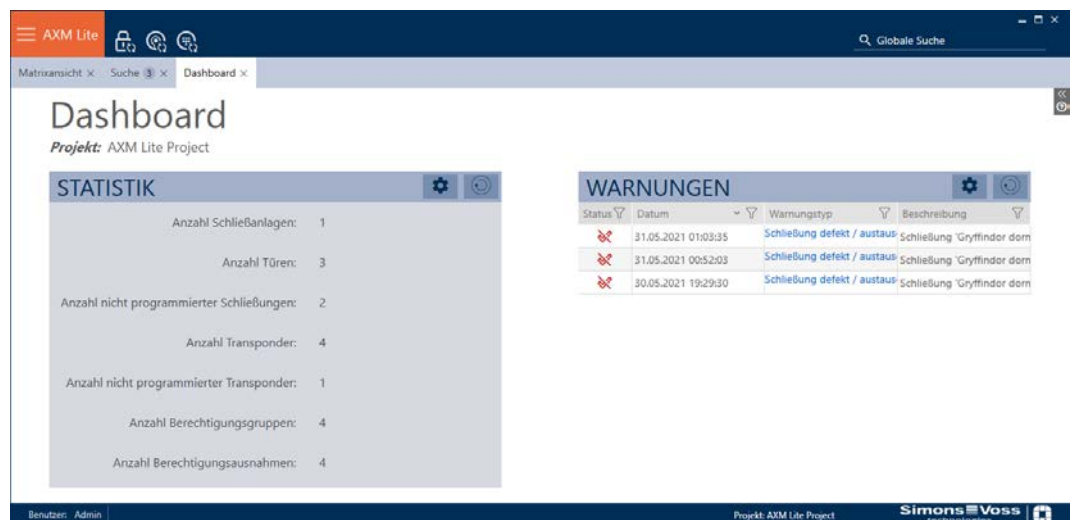 AXM Lite
Globale Suche
Matrixansicht × Suche 3 × Dashboard ×
Dashboard
Projekt: AXM Lite Project
STATISTIK
Anzahl Schließanlagen: 1
Anzahl Türen: 3
Anzahl nicht programmierter Schließungen: 2
Anzahl Transponder: 4
Anzahl nicht programmierter Transponder: 1
Anzahl Berechtigungsgruppen: 4
Anzahl Berechtigungsausnahmen: 4
WARNUNGEN
Status Datum Warnungstyp Beschreibung
31.05.2021 01:03:35 Schließung defekt / austaus Schließung 'Gryffindor dorn
31.05.2021 00:52:03 Schließung defekt / austaus Schließung 'Gryffindor dorn
30.05.2021 19:29:30 Schließung defekt / austaus Schließung 'Gryffindor dorn
Benutzer: Admin Projekt: AXM Lite Project Simons Voss
technologies